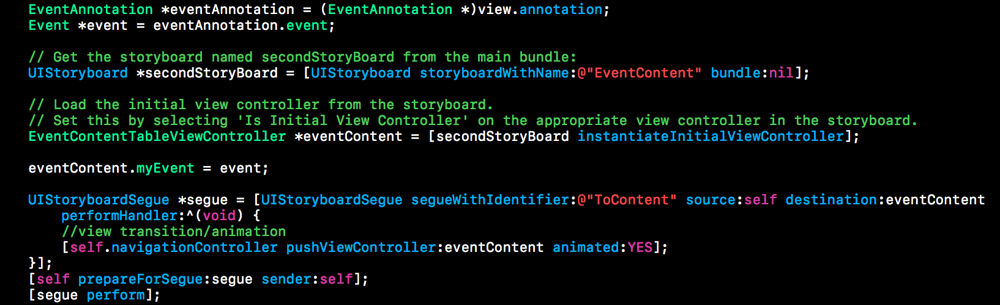 EventAnnotation *eventAnnotation = (EventAnnotation *)view.annotation;
Event *event = eventAnnotation.event;
// Get the storyboard named secondStoryBoard from the main bundle:
UIStoryboard *secondStoryBoard = [UIStoryboard storyboardWithName:@"EventContent" bundle:nil];
// Load the initial view controller from the storyboard.
// Set this by selecting 'Is Initial View Controller' on the appropriate view controller in the storyboard.
EventContentTableViewController *eventContent = [secondStoryBoard instantiateInitialViewController];
eventContent.myEvent = event;
UIStoryboardSegue *segue = [UIStoryboardSegue segueWithIdentifier:@"ToContent" source:self destination:eventContent
performHandler:^(void) {
//view transition/animation
[self.navigationController pushViewController:eventContent animated:YES];
}];
[self prepareForSegue:segue sender:self];
[segue perform];